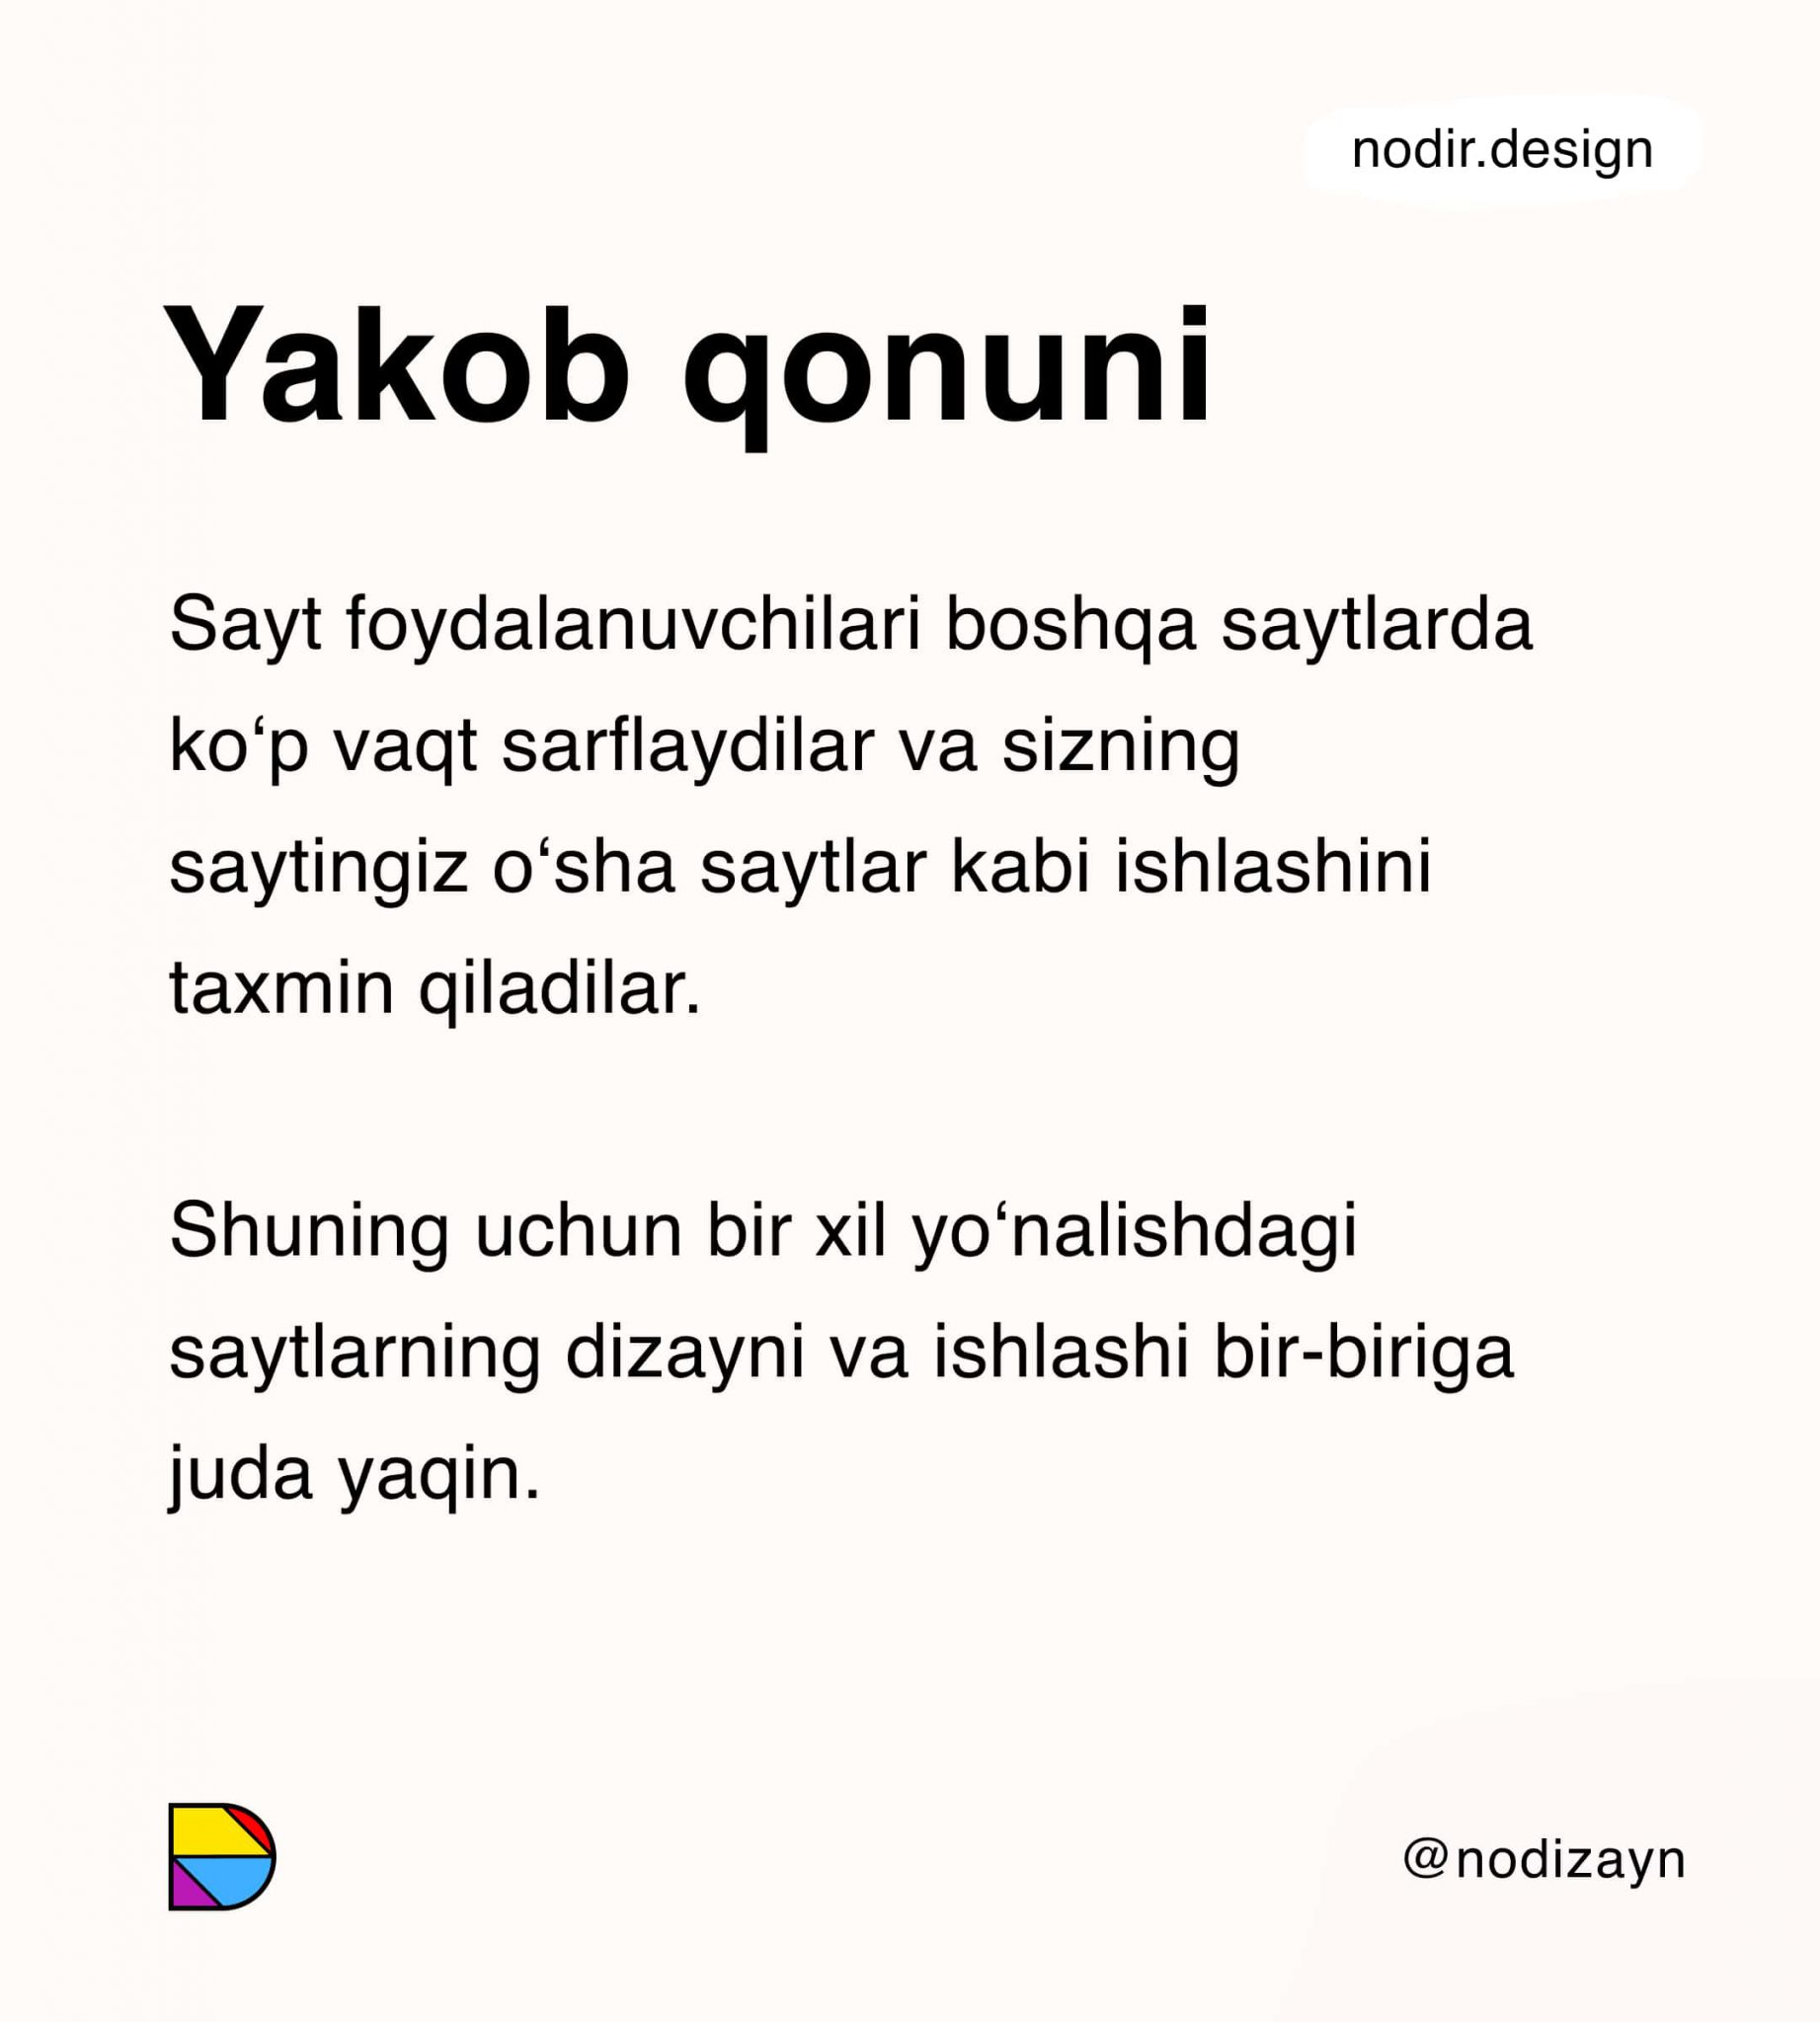 nodir.design
Yakob qonuni
Sayt foydalanuvchilari boshqa saytlarda
ko‘p vaqt sarflaydilar va sizning
saytingiz o‘sha saytlar kabi ishlashini
taxmin qiladilar.
Shuning uchun bir xil yo‘nalishdagi
saytlarning dizayni va ishlashi bir-biriga
juda yaqin.
@nodizayn